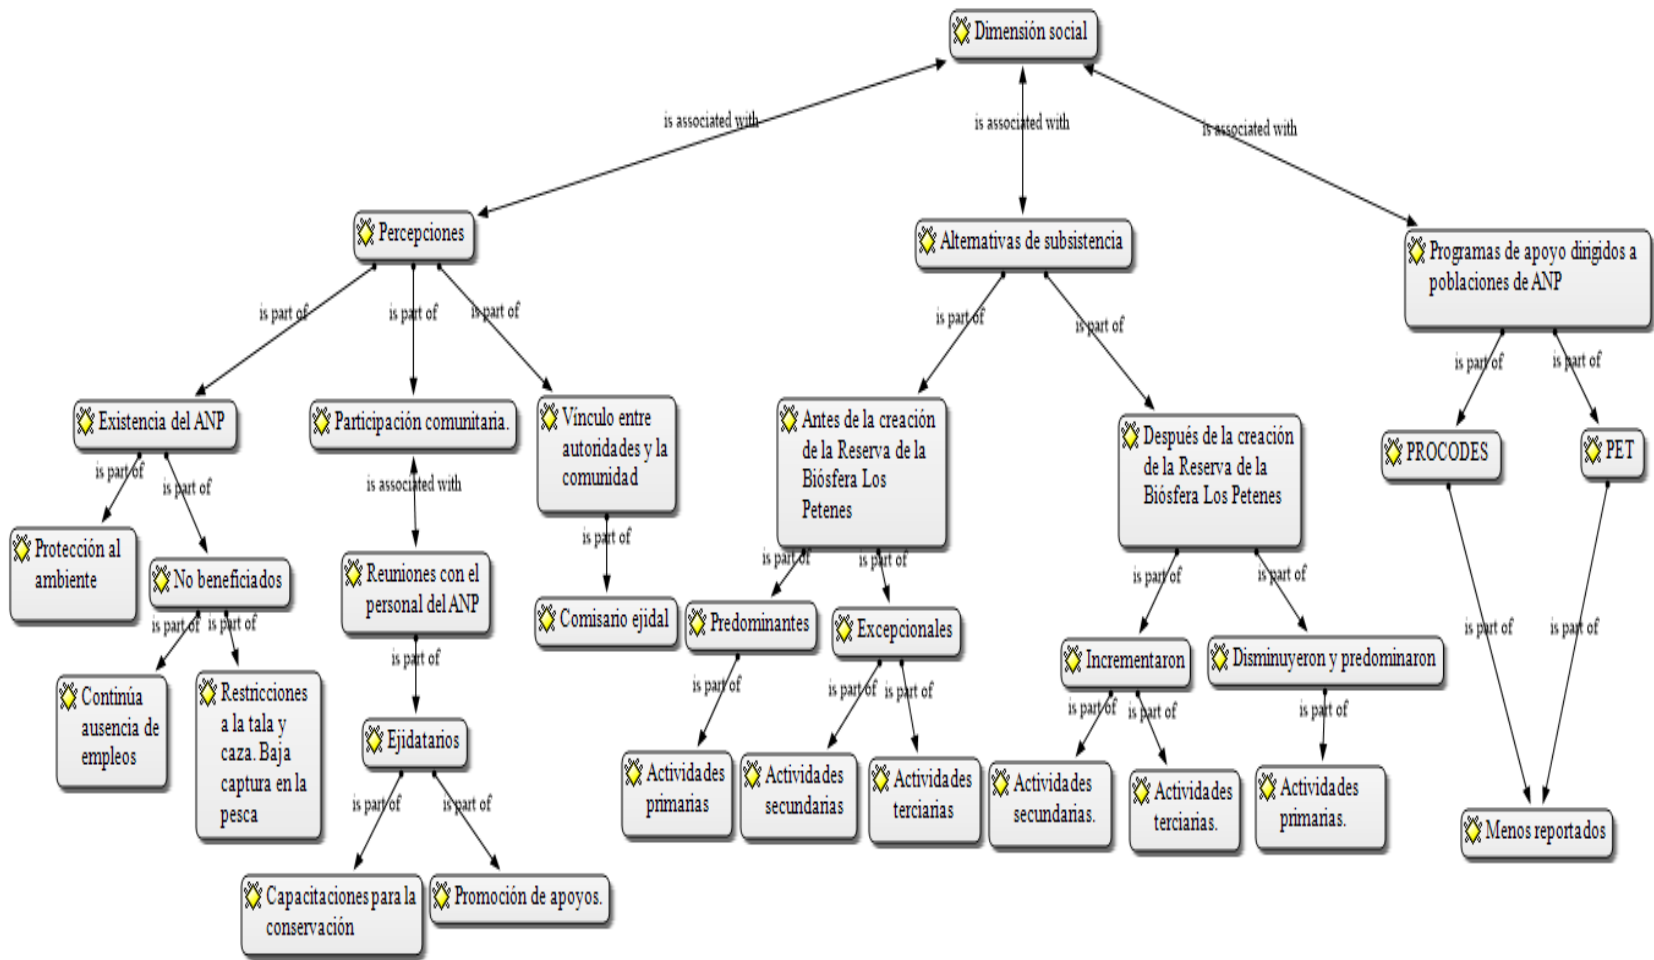 Dimensión social
is associated with
is associated with
is associated with
Percepciones
Alternativas de subsistencia
Programas de apoyo dirigidos a
poblaciones de ANP
is part of
is part of
is part of
is part of
is part of
is part of
is part of
Existencia del ANP
Participación comunitaria.
Vínculo entre
autoridades y la
comunidad
Antes de la creación
de la Reserva de la
Biósfera Los
Petenes
Después de la creación
de la Reserva de la
Biósfera Los Petenes
PROCODES
PET
is part of
is part of
is associated with
is part of
is part of
is part of
is part of
is part of
Protección al
ambiente
No beneficiados
Reuniones con el
personal del ANP
Comisario ejidal
Predominantes
Excepcionales
Incrementaron
Disminuyeron y predominaron
is part of
is part of
is part of
is part of
is part of
is part of
is part of
is part of
is part of
is part of
is part of
Continúa
ausencia de
empleos
Restricciones
a la tala y
caza. Baja
captura en la
pesca
Ejidatarios
Actividades
primarias
Actividades
secundarias
Actividades
terciarias
Actividades
secundarias.
Actividades
terciarias.
Actividades
primarias.
Menos reportados
is part of
is part of
Capacitaciones para la
conservación
Promoción de apoyos.